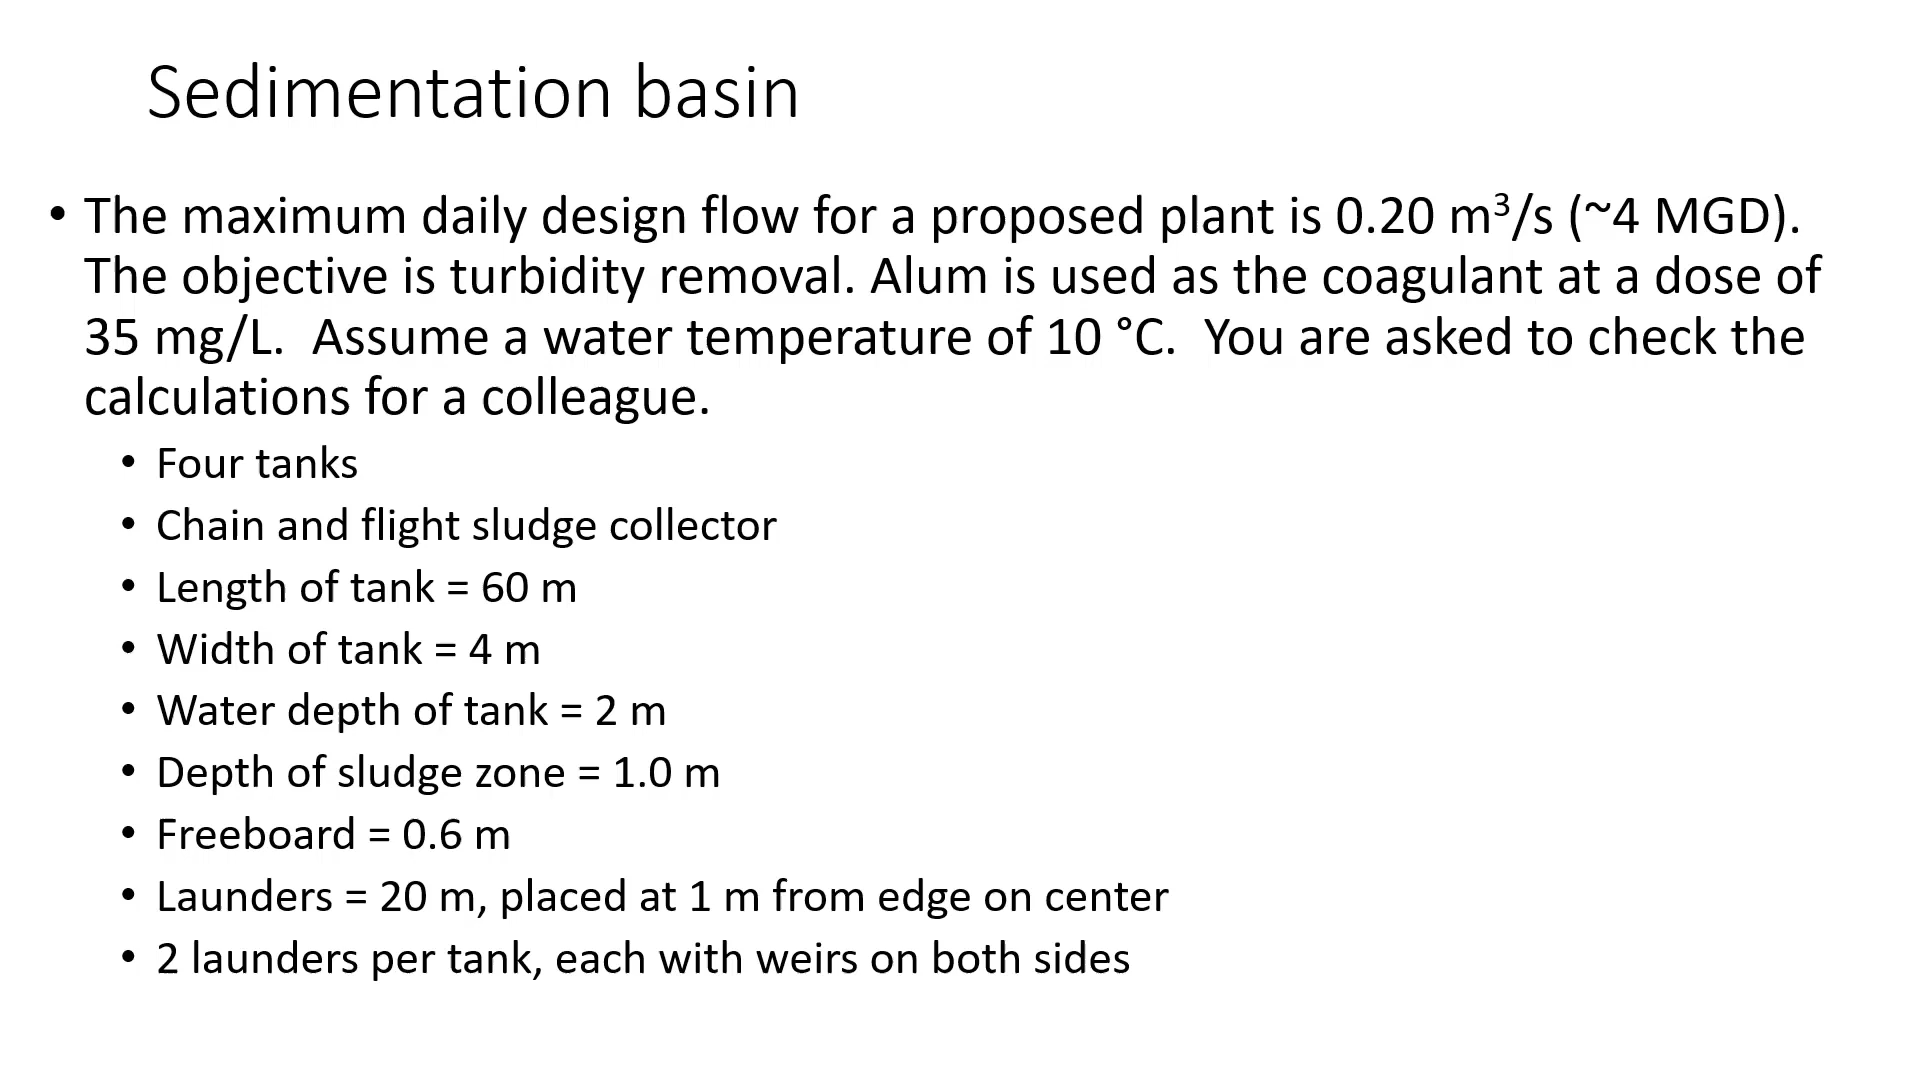 Sedimentation basin
• The maximum daily design flow for a proposed plant is 0.20 m³/s (~4 MGD).
The objective is turbidity removal. Alum is used as the coagulant at a dose of
35 mg/L.  Assume a water temperature of 10 °C.  You are asked to check the
calculations for a colleague.
• Four tanks
• Chain and flight sludge collector
• Length of tank = 60 m
• Width of tank = 4 m
• Water depth of tank = 2 m
• Depth of sludge zone = 1.0 m
• Freeboard = 0.6 m
• Launders = 20 m, placed at 1 m from edge on center
• 2 launders per tank, each with weirs on both sides